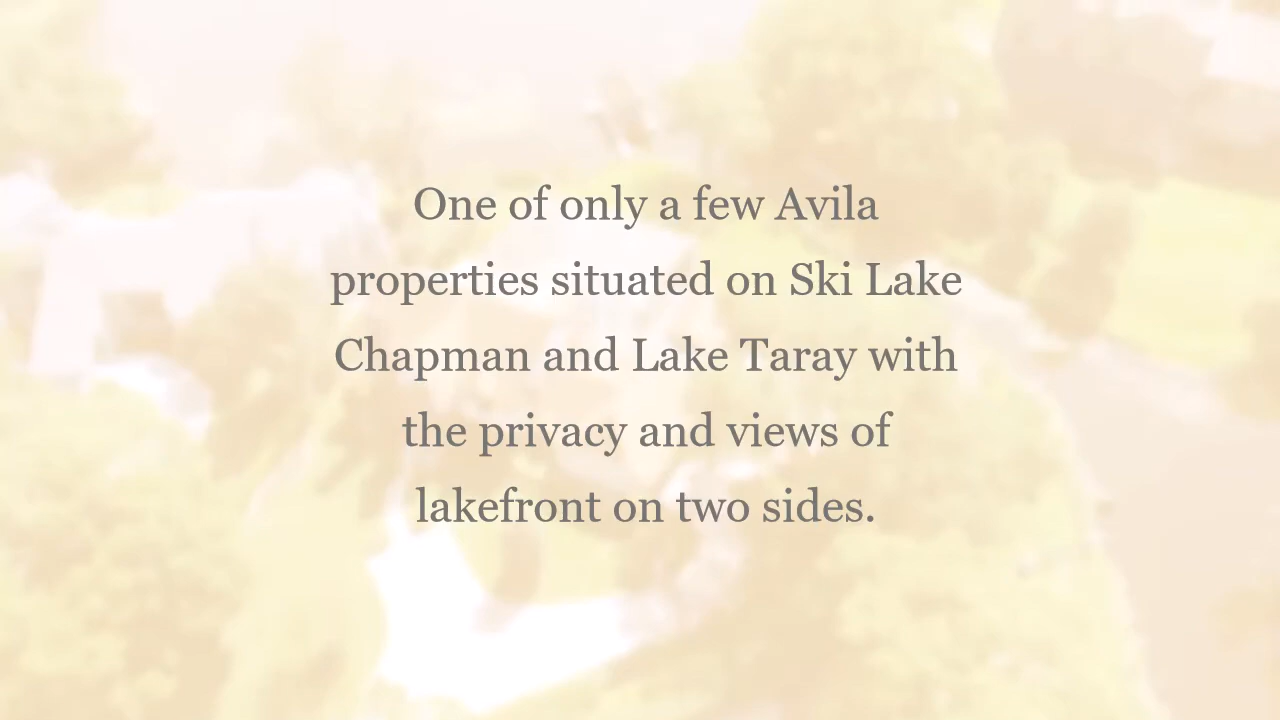 One of only a few Avila
properties situated on Ski Lake
Chapman and Lake Taray with
the privacy and views of
lakefront on two sides.